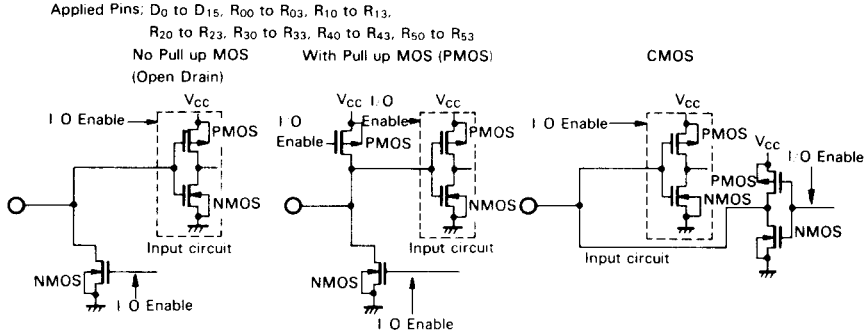 Applied Pins; D0 to D15, R00 to R03, R10 to R13,
R20 to R23, R30 to R33, R40 to R43, R50 to R53
No Pull up MOS
(Open Drain)
VCC
I O Enable
PMOS
NMOS
Input circuit
NMOS
I O Enable
With Pull up MOS (PMOS)
VCC
I O
Enable
PMOS
I/O
Enable
VCC
PMOS
NMOS
Input circuit
NMOS
I O Enable
CMOS
VCC
I O Enable
PMOS
NMOS
Input circuit
VCC
I/O Enable
PMOS
NMOS